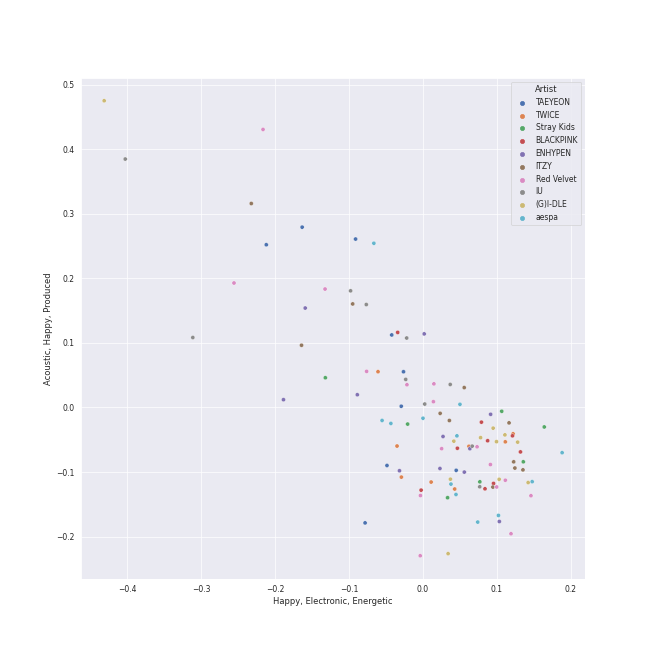 Artist
TAEYEON
TWICE
Stray Kids
BLACKPINK
ENHYPEN
ITZY
Red Velvet
IU
(G)I-DLE
aespa
0.5
0.4
0.3
0.2
0.1
0.0
−0.1
−0.2
Acoustic, Happy, Produced
−0.4 −0.3 −0.2 −0.1 0.0 0.1 0.2
Happy, Electronic, Energetic